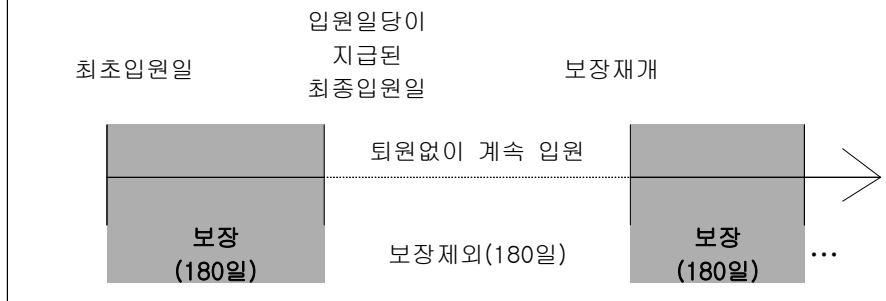 최초입원일
입원일당이
지급된
최종입원일
보장재개
퇴원없이 계속 입원
보장
(180일)
보장제외(180일)
보장
(180일)
...